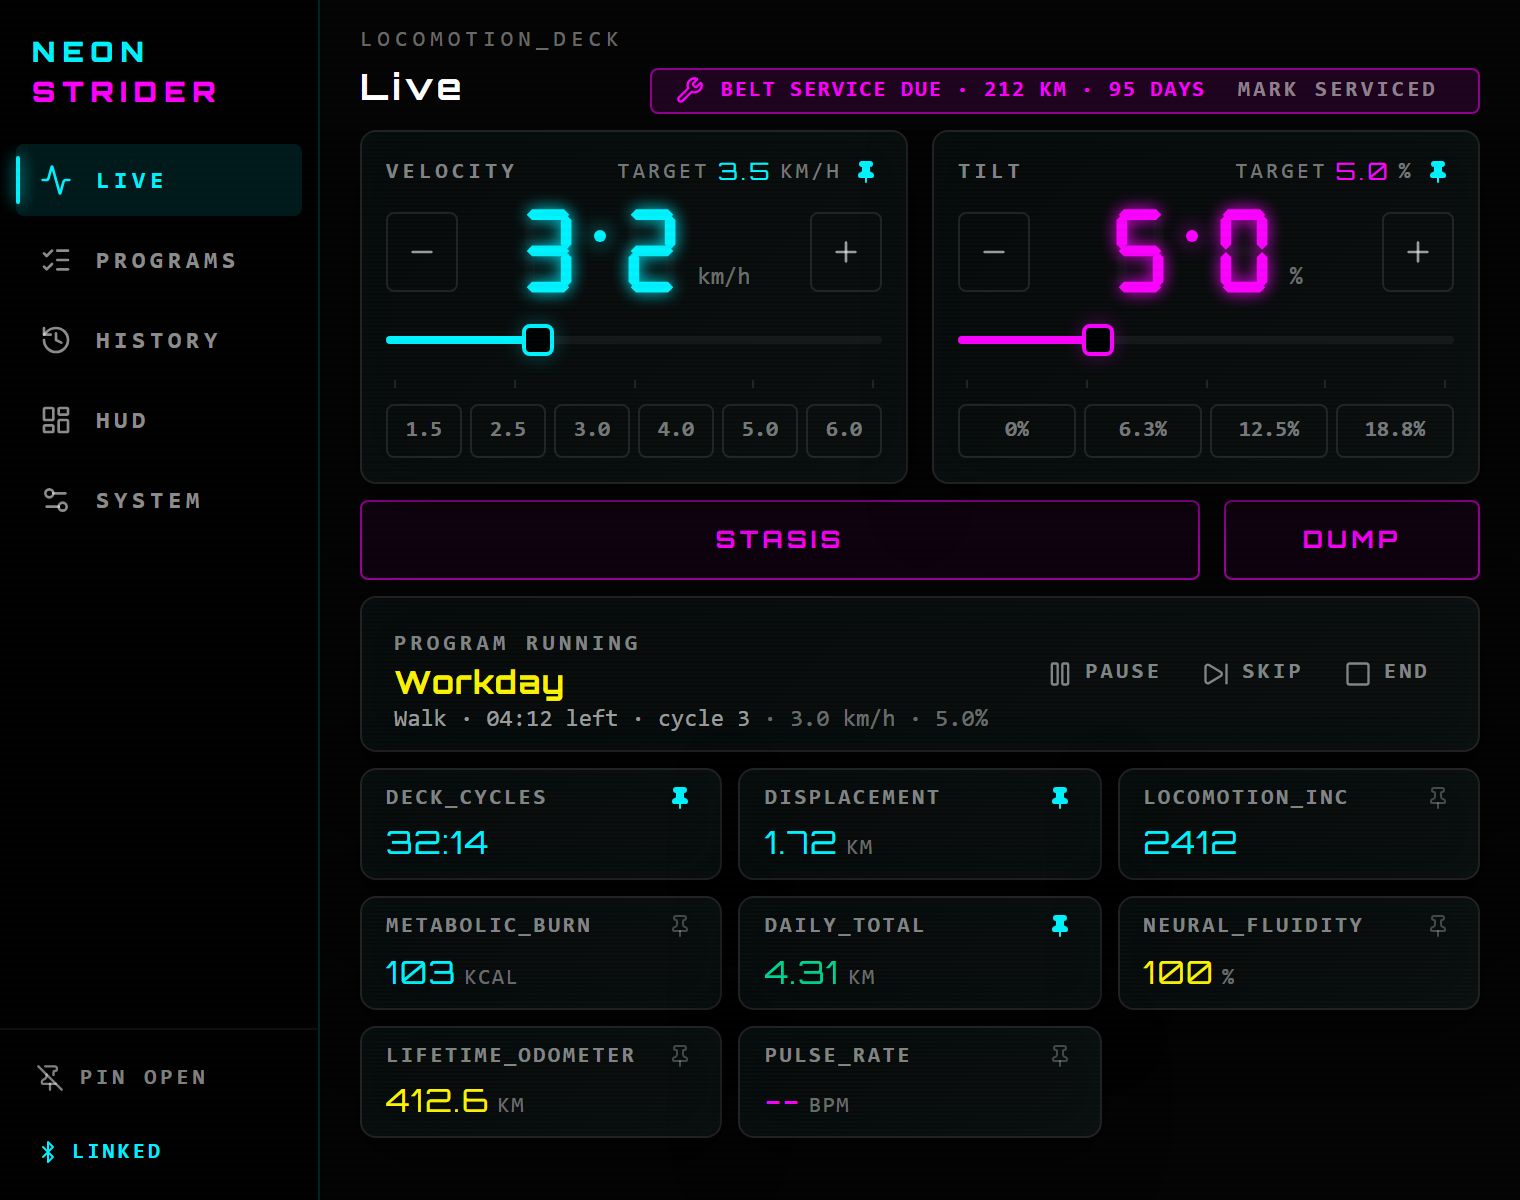 NEON
STRIDER
LIVE
PROGRAMS
HISTORY
HUD
SYSTEM
PIN OPEN
LINKED
LOCOMOTION_DECK
Live
BELT SERVICE DUE · 212 KM · 95 DAYS MARK SERVICED
VELOCITY TARGET 3.5 KM/H
− 3.2 km/h +
1.5 2.5 3.0 4.0 5.0 6.0
TILT TARGET 5.0 %
− 5.0 % +
0% 6.3% 12.5% 18.8%
STASIS DUMP
PROGRAM RUNNING
Workday
Walk · 04:12 left · cycle 3 · 3.0 km/h · 5.0%
PAUSE SKIP END
DECK_CYCLES
32:14
DISPLACEMENT
1.72 KM
LOCOMOTION_INC
2412
METABOLIC_BURN
103 KCAL
DAILY_TOTAL
4.31 KM
NEURAL_FLUIDITY
100 %
LIFETIME_ODOMETER
412.6 KM
PULSE_RATE
-- BPM